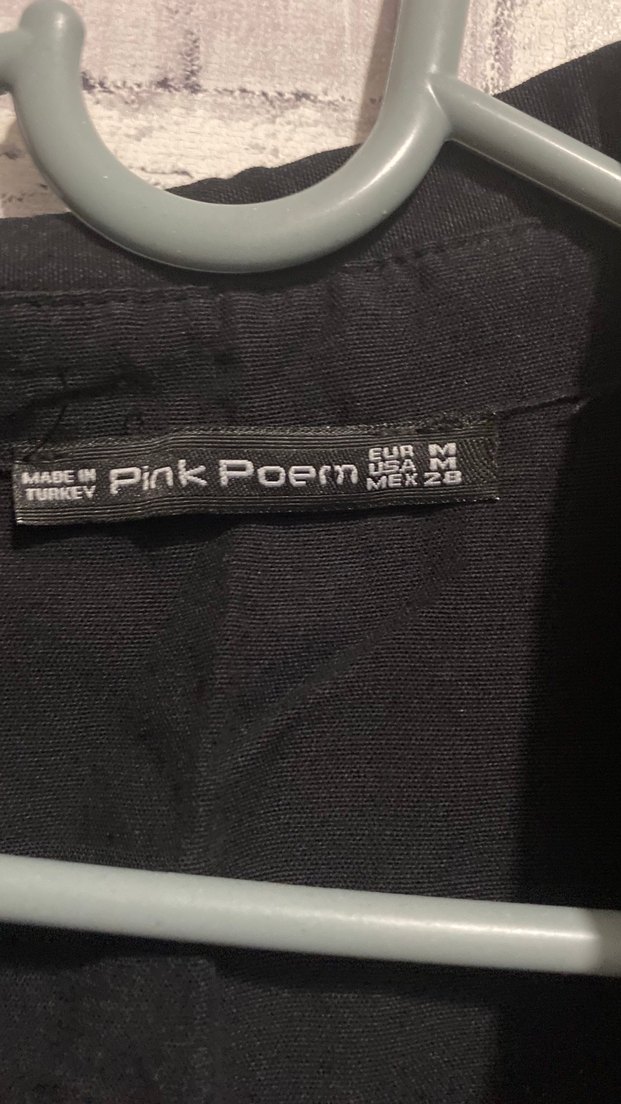 MADE IN
TURKEY
Pink Poem
EUR M
USA M
MEX 28